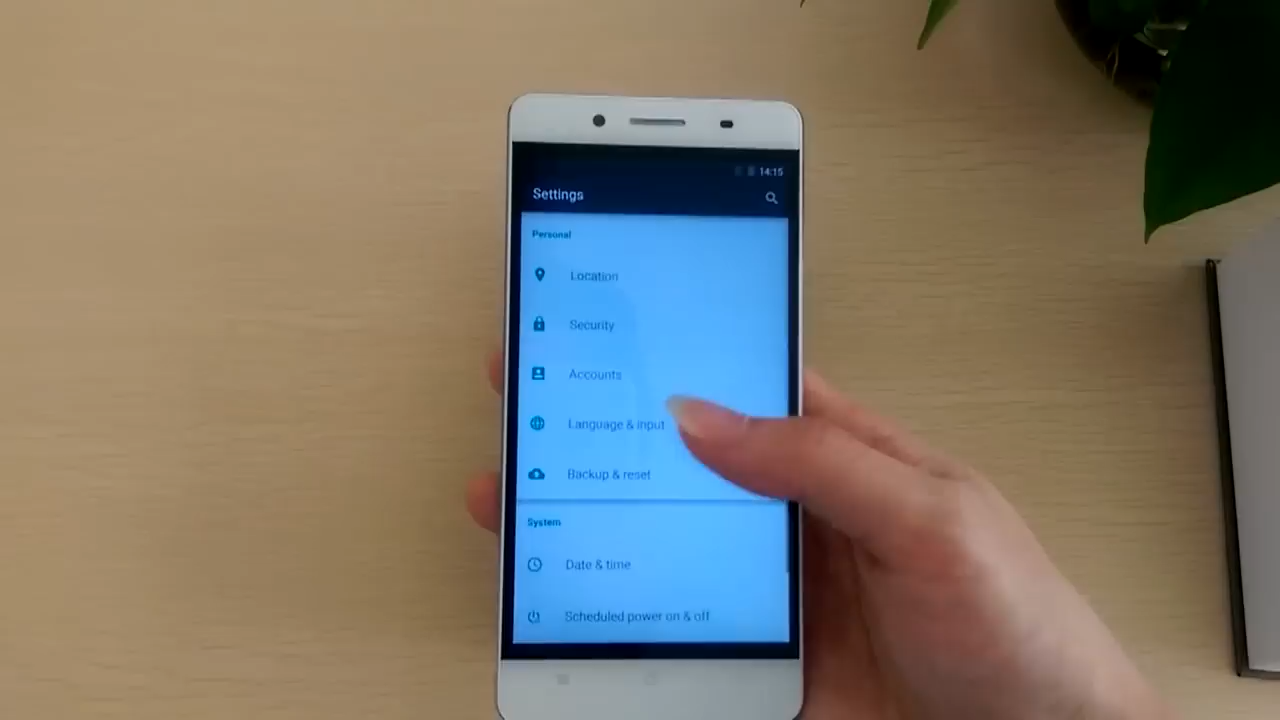 14:15
Settings
Personal
Location
Security
Accounts
Language & input
Backup & reset
System
Date & time
Scheduled power on & off